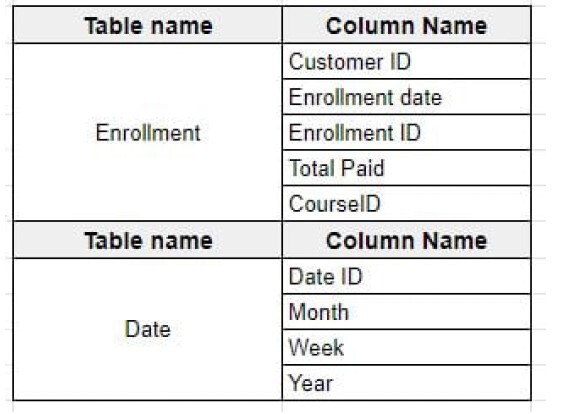 Table name Column Name
Customer ID
Enrollment date
Enrollment Enrollment ID
Total Paid
CourseID
Table name Column Name
Date ID
Month
Date
Week
Year